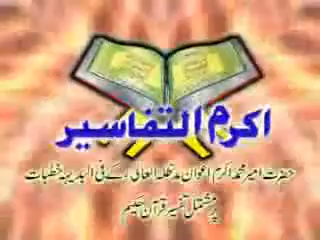 اکرم التفاسیر
حضرت امیر محمد اکرم اعوان مدظلہ العالی کے فی البدیہہ خطبات
پر مشتمل تفسیر قرآن حکیم